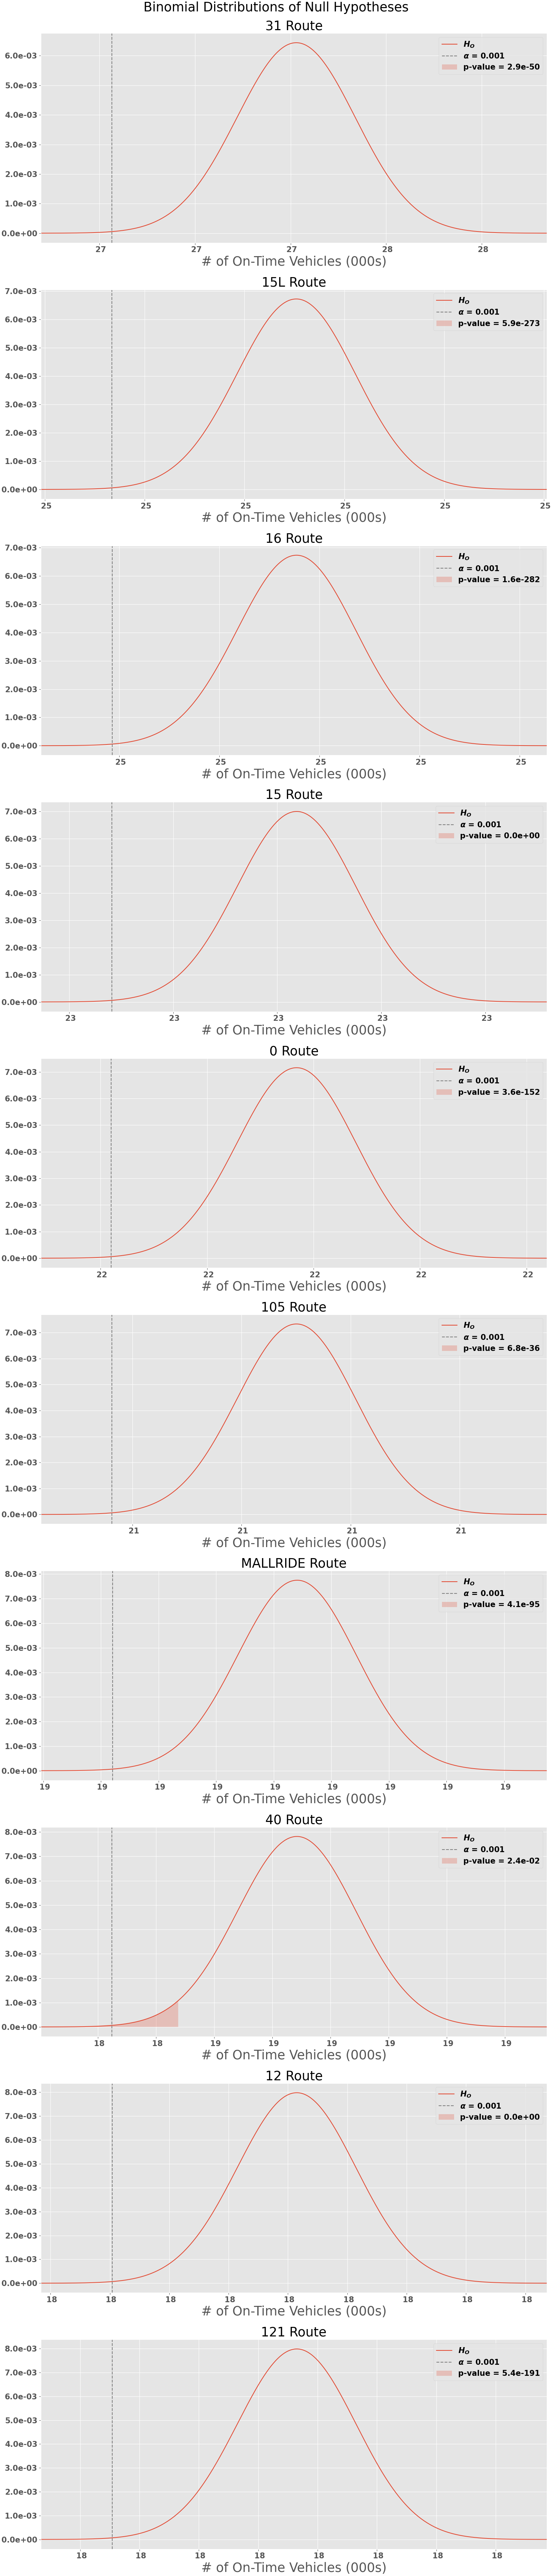 Binomial Distributions of Null Hypotheses
31 Route
6.0e-03
5.0e-03
4.0e-03
3.0e-03
2.0e-03
1.0e-03
0.0e+00
H_O
α = 0.001
p-value = 2.9e-50
27 27 27 28 28
# of On-Time Vehicles (000s)
15L Route
7.0e-03
6.0e-03
5.0e-03
4.0e-03
3.0e-03
2.0e-03
1.0e-03
0.0e+00
H_O
α = 0.001
p-value = 5.9e-273
25 25 25 25 25 25
# of On-Time Vehicles (000s)
16 Route
7.0e-03
6.0e-03
5.0e-03
4.0e-03
3.0e-03
2.0e-03
1.0e-03
0.0e+00
H_O
α = 0.001
p-value = 1.6e-282
25 25 25 25 25
# of On-Time Vehicles (000s)
15 Route
7.0e-03
6.0e-03
5.0e-03
4.0e-03
3.0e-03
2.0e-03
1.0e-03
0.0e+00
H_O
α = 0.001
p-value = 0.0e+00
23 23 23 23 23
# of On-Time Vehicles (000s)
0 Route
7.0e-03
6.0e-03
5.0e-03
4.0e-03
3.0e-03
2.0e-03
1.0e-03
0.0e+00
H_O
α = 0.001
p-value = 3.6e-152
22 22 22 22 22
# of On-Time Vehicles (000s)
105 Route
7.0e-03
6.0e-03
5.0e-03
4.0e-03
3.0e-03
2.0e-03
1.0e-03
0.0e+00
H_O
α = 0.001
p-value = 6.8e-36
21 21 21 21
# of On-Time Vehicles (000s)
MALLRIDE Route
8.0e-03
7.0e-03
6.0e-03
5.0e-03
4.0e-03
3.0e-03
2.0e-03
1.0e-03
0.0e+00
H_O
α = 0.001
p-value = 4.1e-95
19 19 19 19 19 19 19 19 19
# of On-Time Vehicles (000s)
40 Route
8.0e-03
7.0e-03
6.0e-03
5.0e-03
4.0e-03
3.0e-03
2.0e-03
1.0e-03
0.0e+00
H_O
α = 0.001
p-value = 2.4e-02
18 18 19 19 19 19 19 19
# of On-Time Vehicles (000s)
12 Route
8.0e-03
7.0e-03
6.0e-03
5.0e-03
4.0e-03
3.0e-03
2.0e-03
1.0e-03
0.0e+00
H_O
α = 0.001
p-value = 0.0e+00
18 18 18 18 18 18 18 18 18
# of On-Time Vehicles (000s)
121 Route
8.0e-03
7.0e-03
6.0e-03
5.0e-03
4.0e-03
3.0e-03
2.0e-03
1.0e-03
0.0e+00
H_O
α = 0.001
p-value = 5.4e-191
18 18 18 18 18 18 18 18
# of On-Time Vehicles (000s)